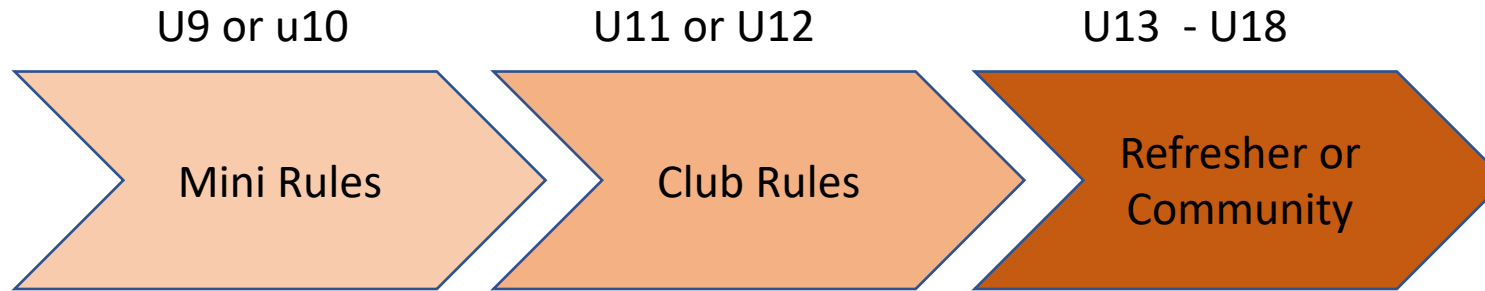 U9 or u10
U11 or U12
U13 - U18
Mini Rules
Club Rules
Refresher or
Community